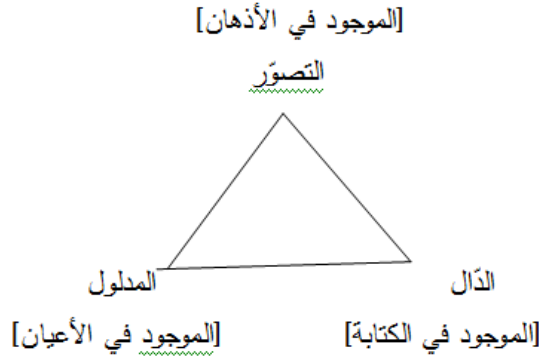 [الموجود في الأذهان]
التصوّر
الدّال
المدلول
[الموجود في الكتابة]
[الموجود في الأعيان]